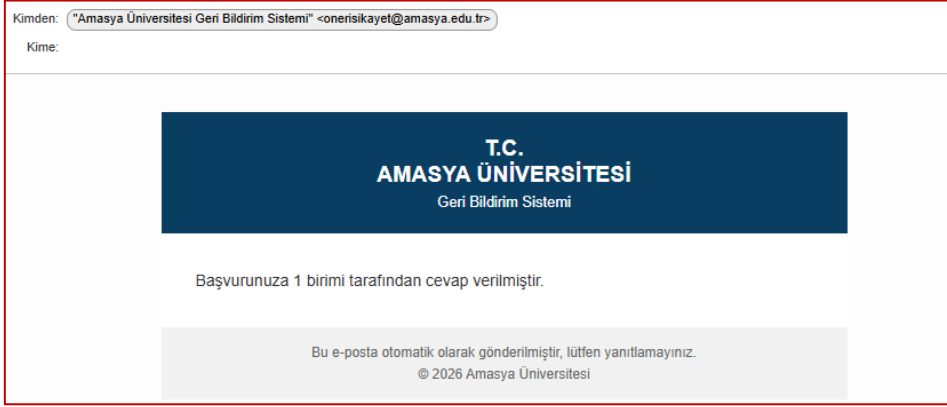 Kimden: "Amasya Üniversitesi Geri Bildirim Sistemi" <onerisikayet@amasya.edu.tr>
Kime:
T.C.
AMASYA ÜNİVERSİTESİ
Geri Bildirim Sistemi
Başvurunuza 1 birimi tarafından cevap verilmiştir.
Bu e-posta otomatik olarak gönderilmiştir, lütfen yanıtlamayınız.
© 2026 Amasya Üniversitesi